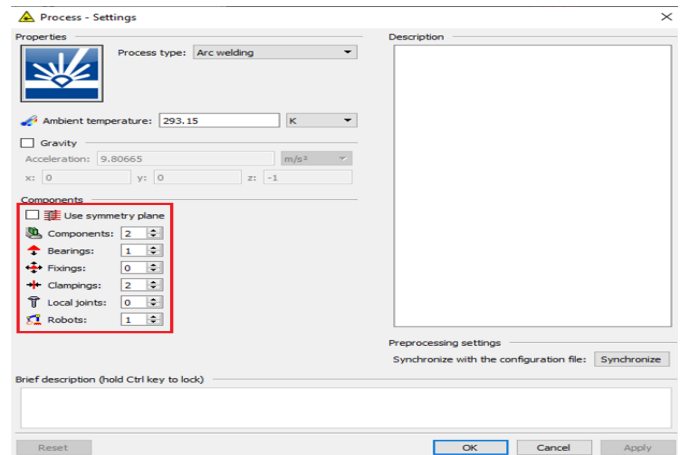 Process - Settings
Properties
Process type: Arc welding
Ambient temperature: 293.15 K
Gravity
Acceleration: 9.80665 m/s²
x: 0 y: 0 z: -1
Components
Use symmetry plane
Components: 2
Bearings: 1
Fixings: 0
Clampings: 2
Local joints: 0
Robots: 1
Description
Preprocessing settings
Synchronize with the configuration file: Synchronize
Brief description (hold Ctrl key to lock)
Reset OK Cancel Apply